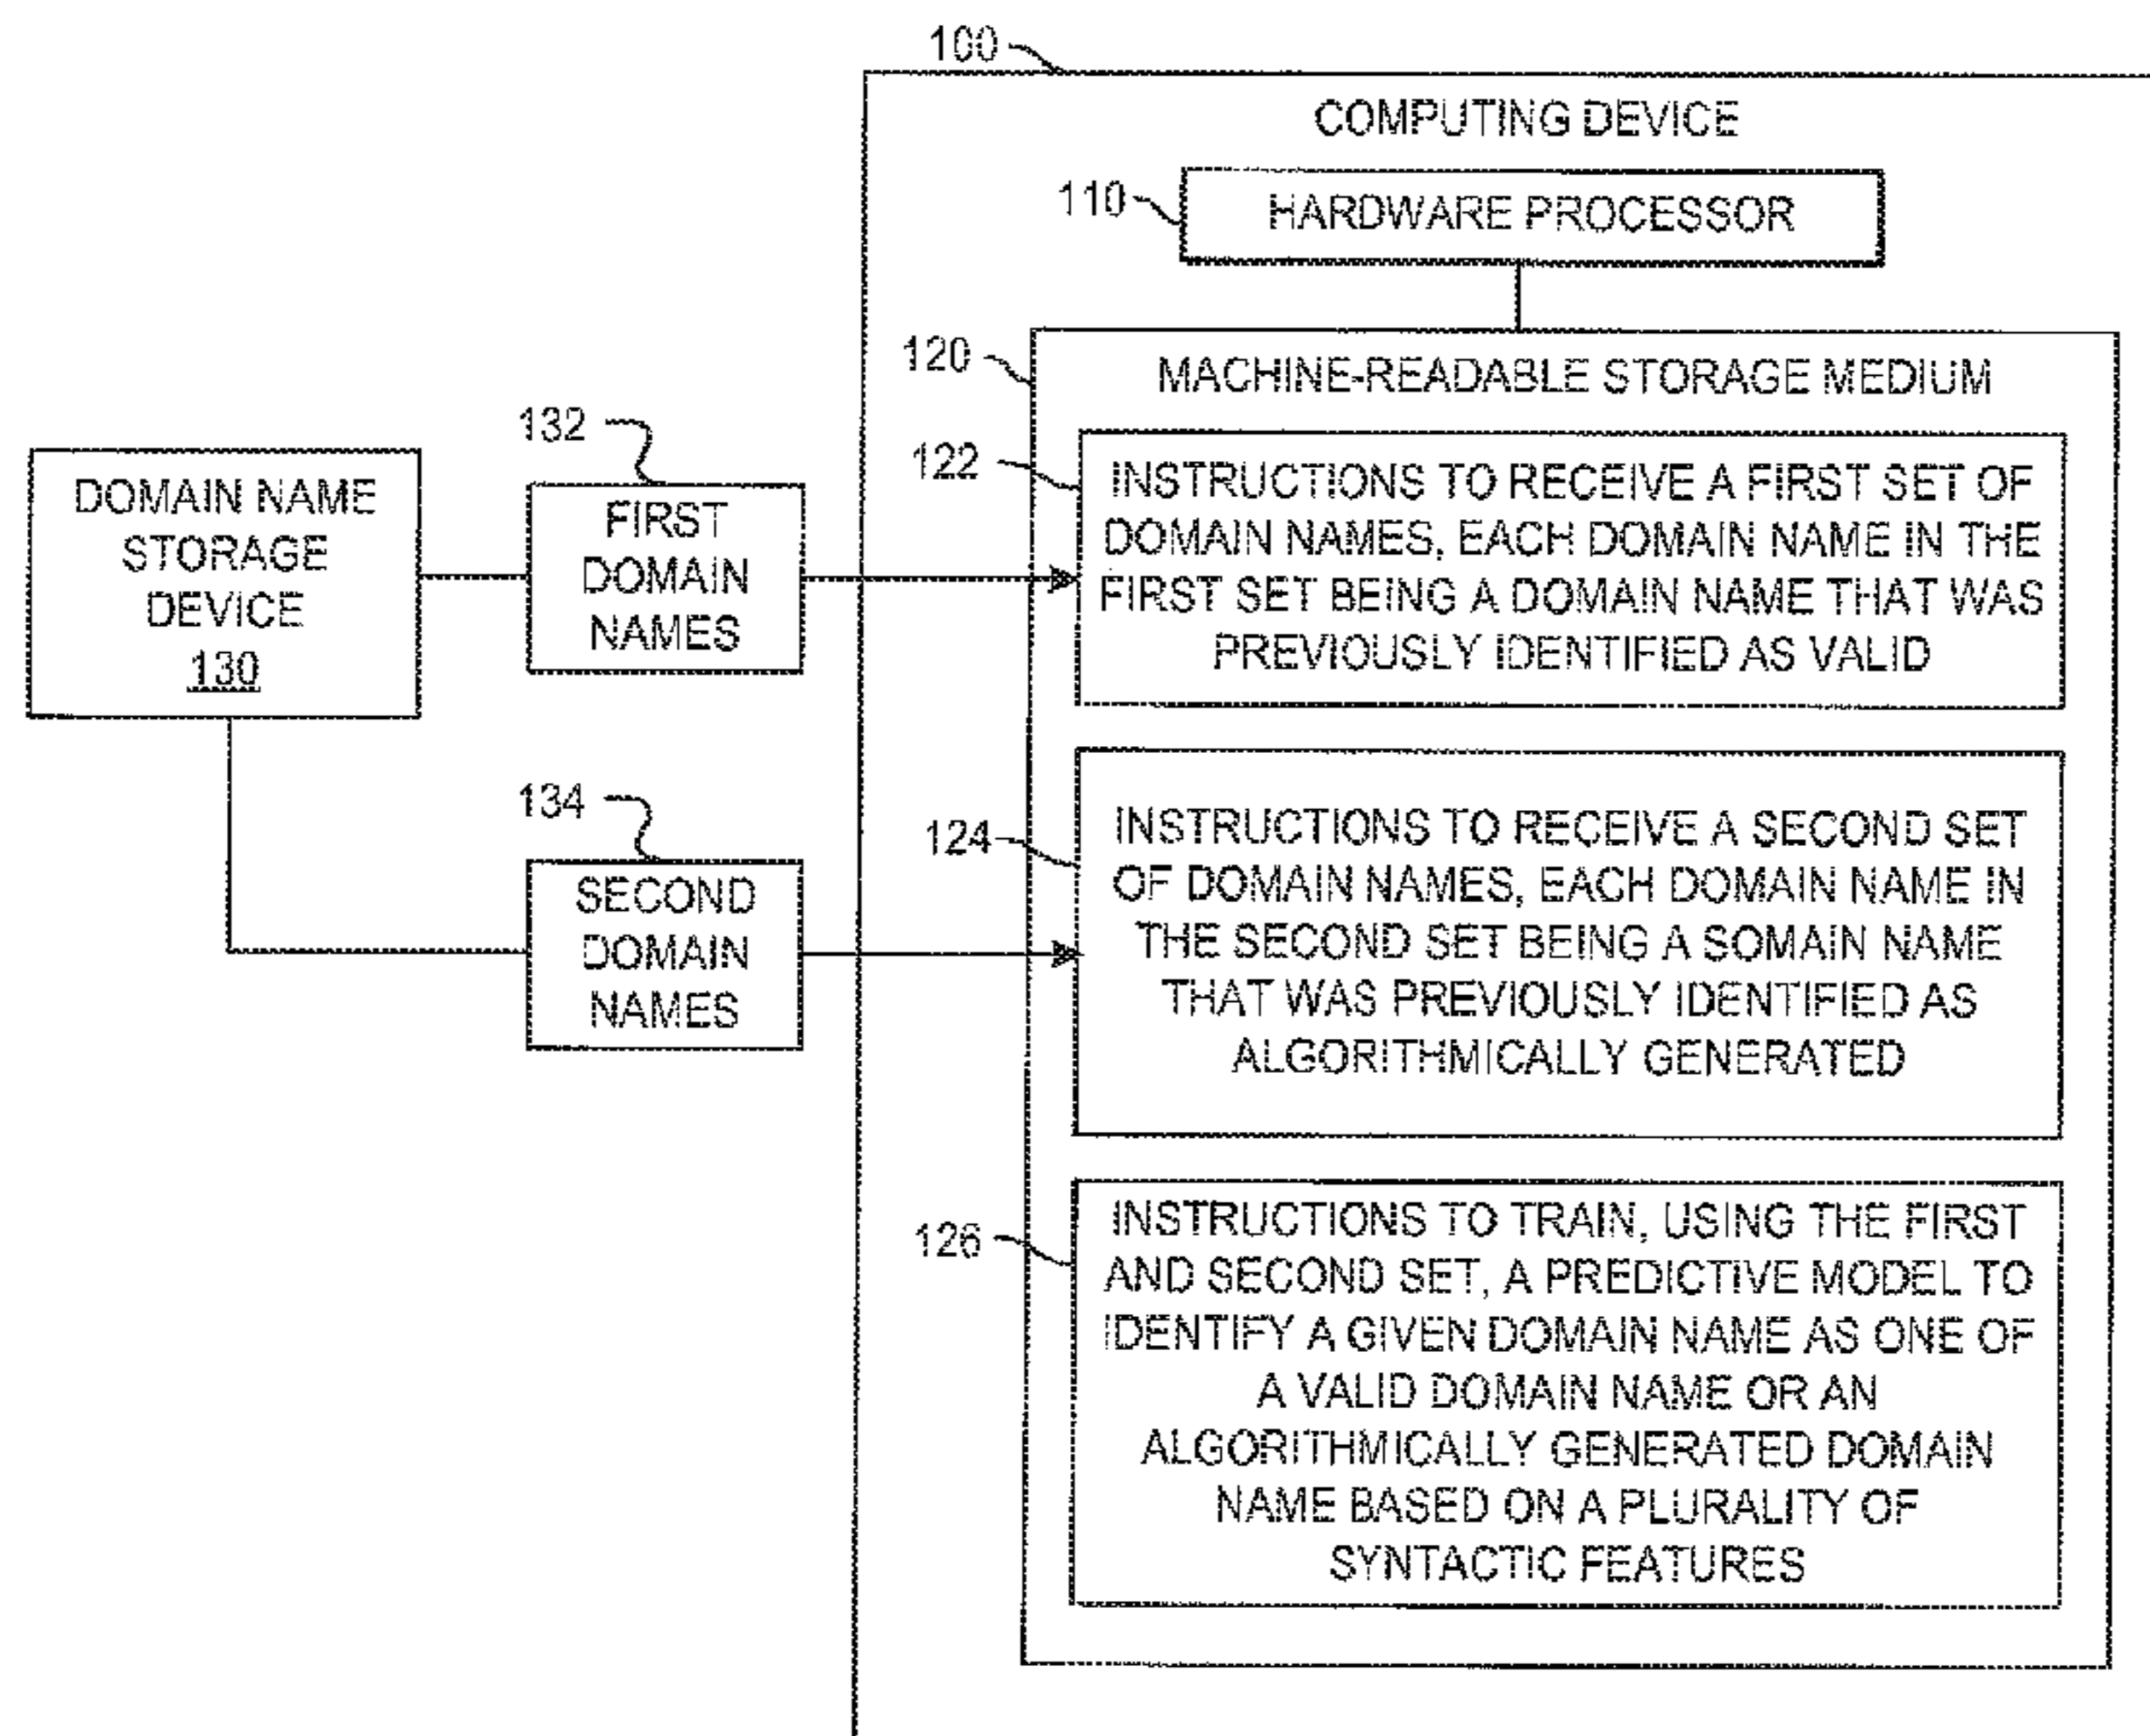 100
COMPUTING DEVICE
110
HARDWARE PROCESSOR
120
MACHINE-READABLE STORAGE MEDIUM
132
122
DOMAIN NAME
STORAGE
DEVICE
130
FIRST
DOMAIN
NAMES
INSTRUCTIONS TO RECEIVE A FIRST SET OF
DOMAIN NAMES, EACH DOMAIN NAME IN THE
FIRST SET BEING A DOMAIN NAME THAT WAS
PREVIOUSLY IDENTIFIED AS VALID
134
SECOND
DOMAIN
NAMES
124
INSTRUCTIONS TO RECEIVE A SECOND SET
OF DOMAIN NAMES, EACH DOMAIN NAME IN
THE SECOND SET BEING A SOMAIN NAME
THAT WAS PREVIOUSLY IDENTIFIED AS
ALGORITHMICALLY GENERATED
126
INSTRUCTIONS TO TRAIN, USING THE FIRST
AND SECOND SET, A PREDICTIVE MODEL TO
IDENTIFY A GIVEN DOMAIN NAME AS ONE OF
A VALID DOMAIN NAME OR AN
ALGORITHMICALLY GENERATED DOMAIN
NAME BASED ON A PLURALITY OF
SYNTACTIC FEATURES